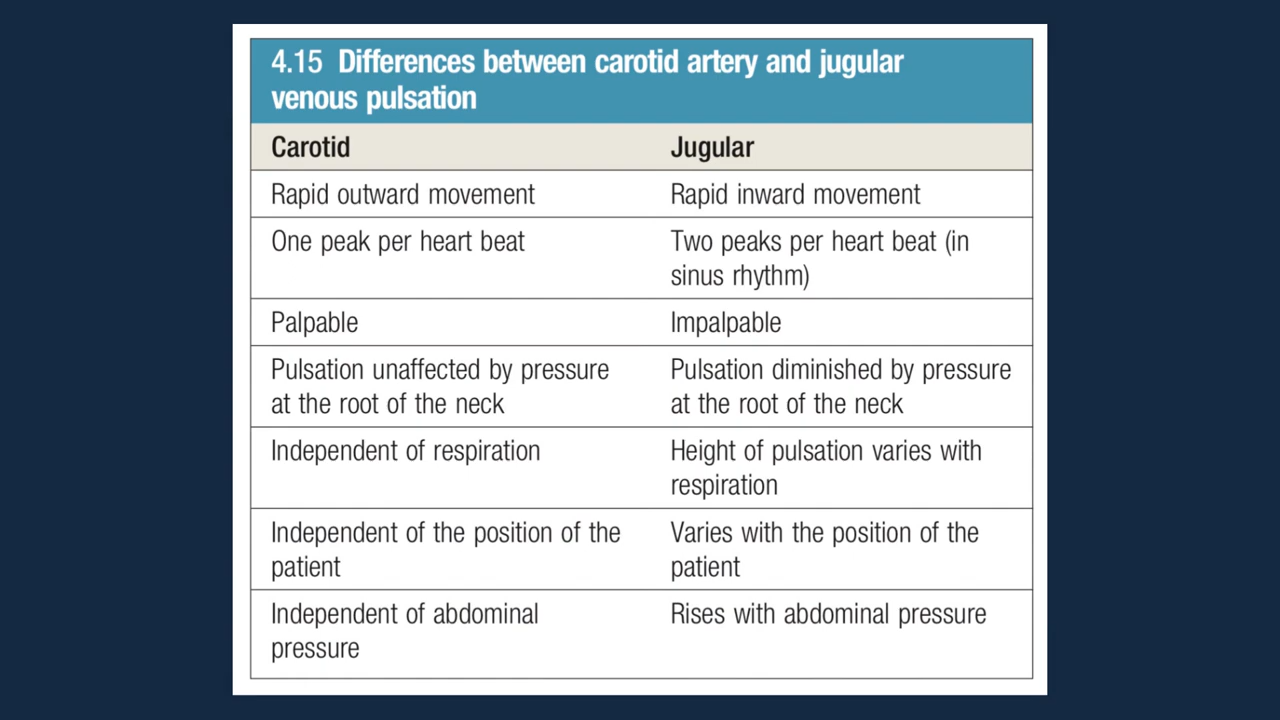 4.15 Differences between carotid artery and jugular
venous pulsation
Carotid
Jugular
Rapid outward movement
Rapid inward movement
One peak per heart beat
Two peaks per heart beat (in
sinus rhythm)
Palpable
Impalpable
Pulsation unaffected by pressure
at the root of the neck
Pulsation diminished by pressure
at the root of the neck
Independent of respiration
Height of pulsation varies with
respiration
Independent of the position of the
patient
Varies with the position of the
patient
Independent of abdominal
pressure
Rises with abdominal pressure